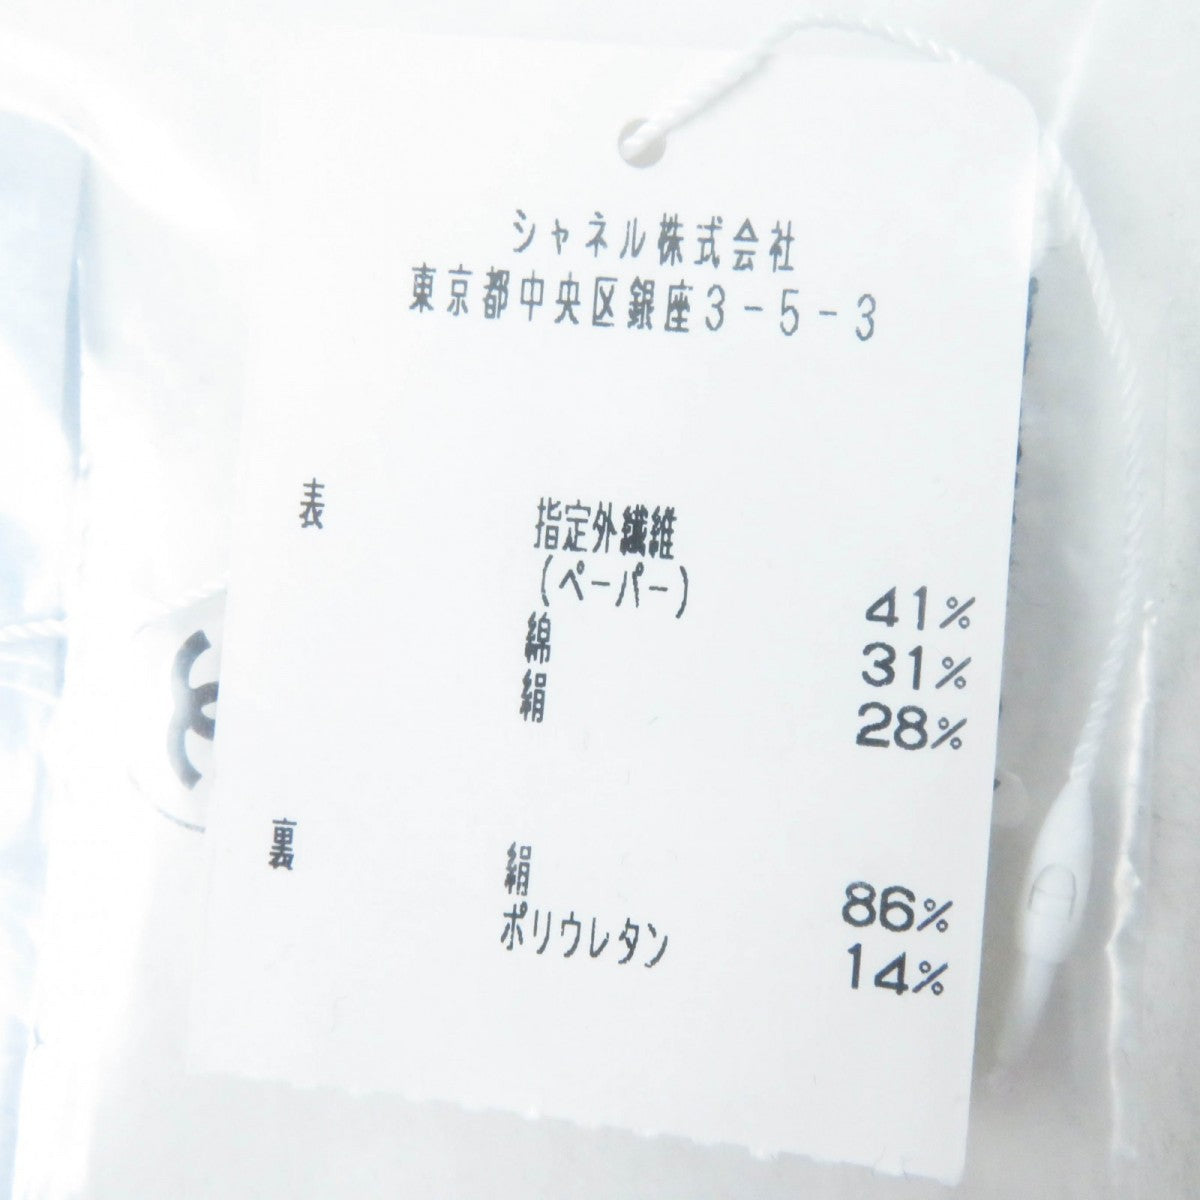 シャネル株式会社
東京都中央区銀座3-5-3
表 指定外繊維
(ペーパー) 41%
綿 31%
絹 28%
裏 絹 86%
ポリウレタン 14%